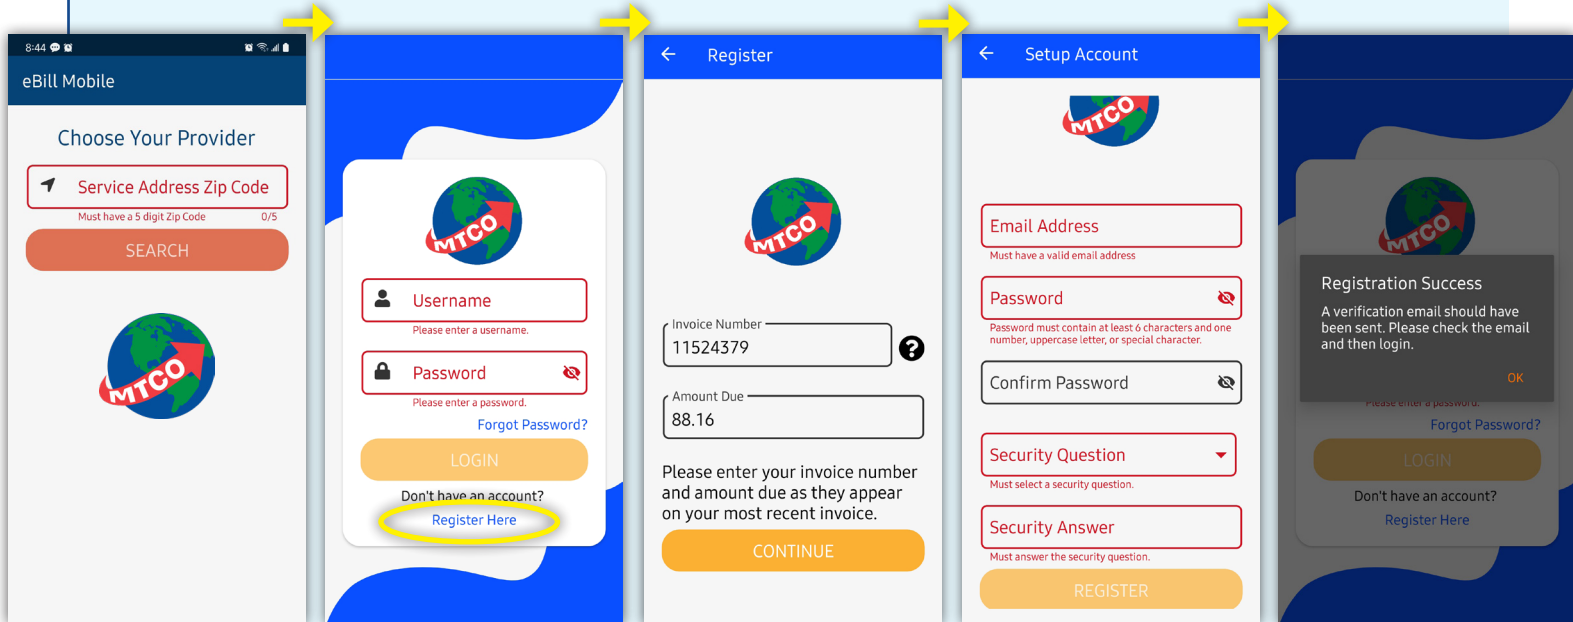 8:44
eBill Mobile
Choose Your Provider
Service Address Zip Code
Must have a 5 digit Zip Code 0/5
SEARCH
MTCO
MTCO
Username
Please enter a username.
Password
Please enter a password.
Forgot Password?
LOGIN
Don't have an account?
Register Here
Register
MTCO
Invoice Number
11524379
?
Amount Due
88.16
Please enter your invoice number
and amount due as they appear
on your most recent invoice.
CONTINUE
Setup Account
MTCO
Email Address
Must have a valid email address
Password
Password must contain at least 6 characters and one
number, uppercase letter, or special character.
Confirm Password
Security Question
Must select a security question.
Security Answer
Must answer the security question.
REGISTER
MTCO
Registration Success
A verification email should have
been sent. Please check the email
and then login.
OK
Please enter a password.
Forgot Password?
LOGIN
Don't have an account?
Register Here